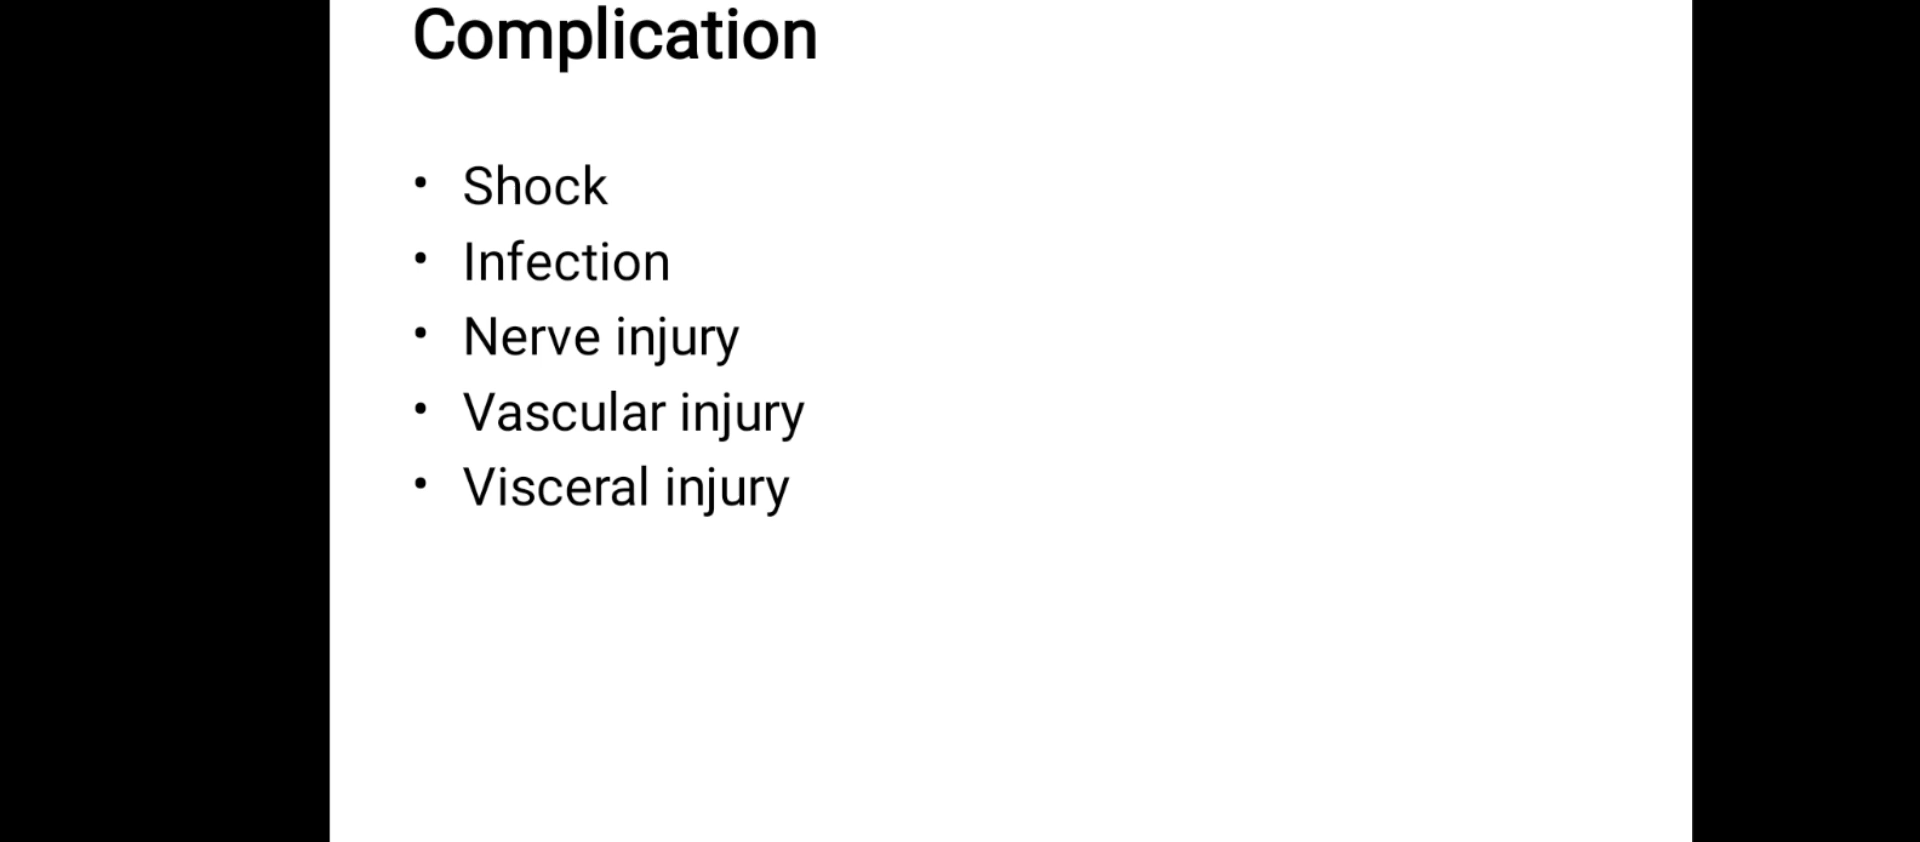 Complication
• Shock
• Infection
• Nerve injury
• Vascular injury
• Visceral injury